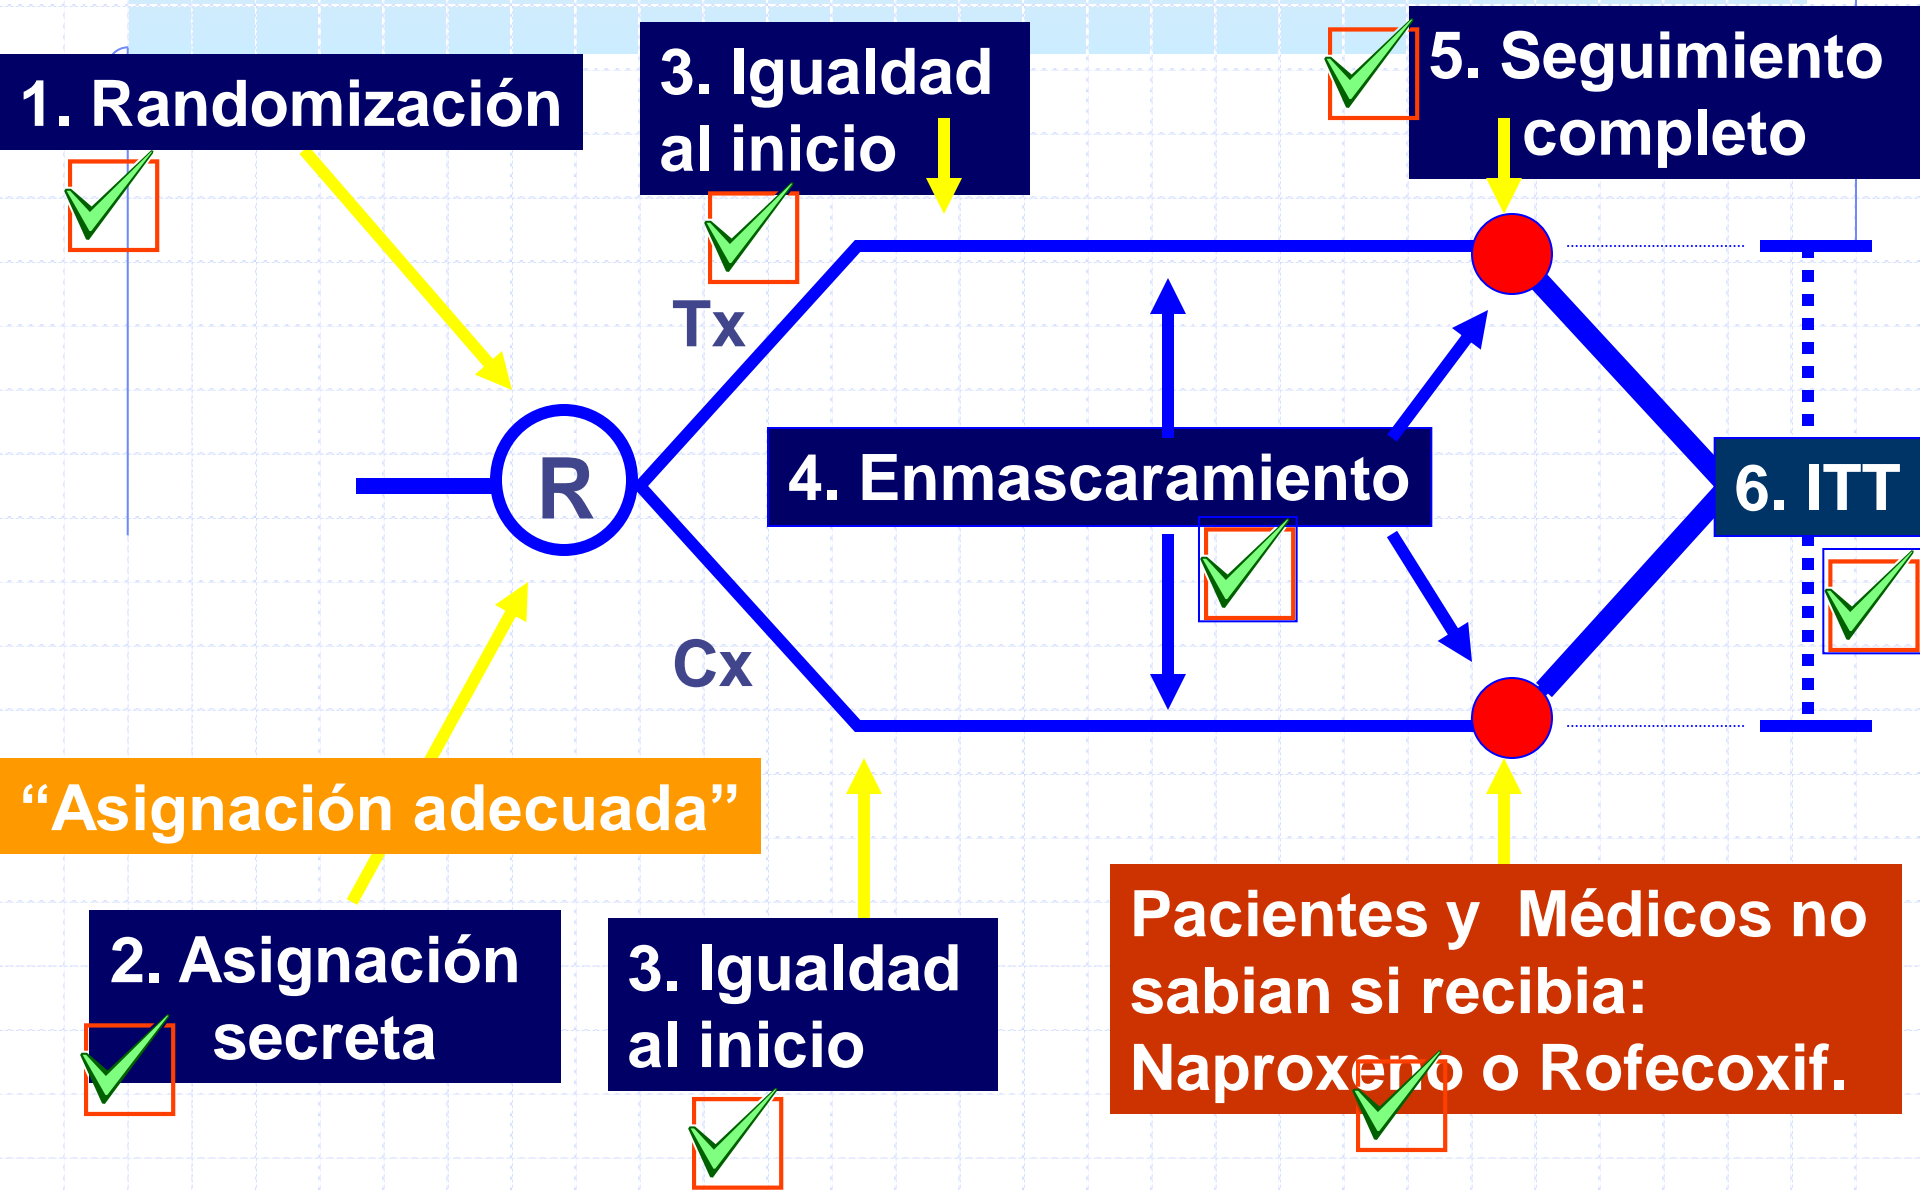 1. Randomización
3. Igualdad
al inicio
5. Seguimiento
completo
Tx
R
4. Enmascaramiento
6. ITT
Cx
“Asignación adecuada”
2. Asignación
secreta
3. Igualdad
al inicio
Pacientes y Médicos no
sabian si recibia:
Naproxeno o Rofecoxif.